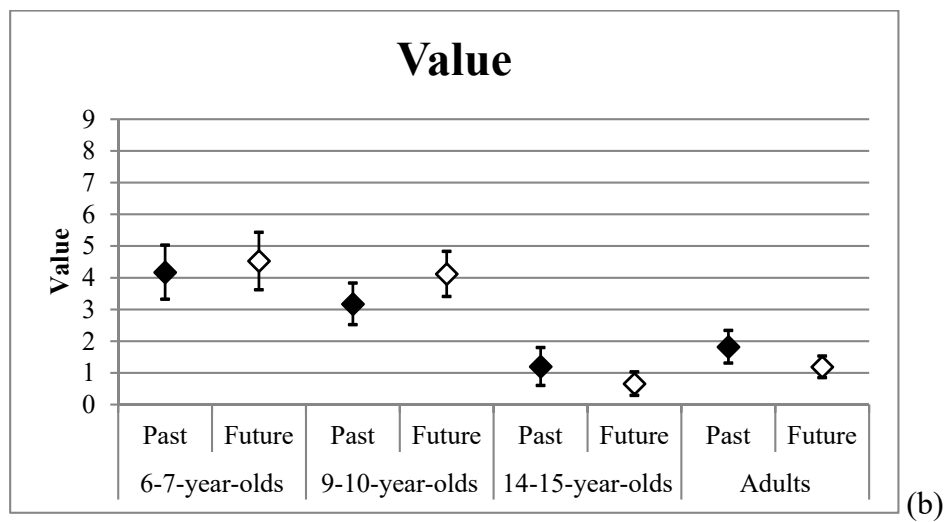 Value
Value
9
8
7
6
5
4
3
2
1
0
Past Future Past Future Past Future Past Future
6-7-year-olds 9-10-year-olds 14-15-year-olds Adults
(b)